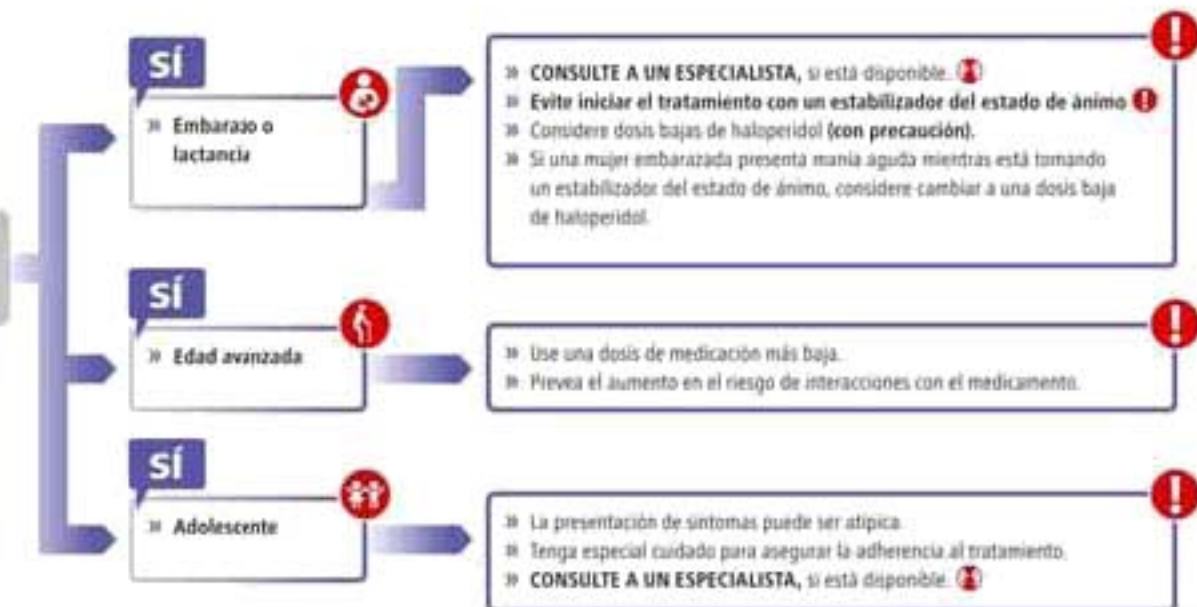 SÍ
» Embarazo o
lactancia
» CONSULTE A UN ESPECIALISTA, si está disponible.
» Evite iniciar el tratamiento con un estabilizador del estado de ánimo
» Considere dosis bajas de haloperidol (con precaución).
» Si una mujer embarazada presenta manía aguda mientras está tomando
un estabilizador del estado de ánimo, considere cambiar a una dosis baja
de haloperidol.
SÍ
» Edad avanzada
» Use una dosis de medicación más baja.
» Prevea el aumento en el riesgo de interacciones con el medicamento.
SÍ
» Adolescente
» La presentación de síntomas puede ser atípica.
» Tenga especial cuidado para asegurar la adherencia al tratamiento.
» CONSULTE A UN ESPECIALISTA, si está disponible.